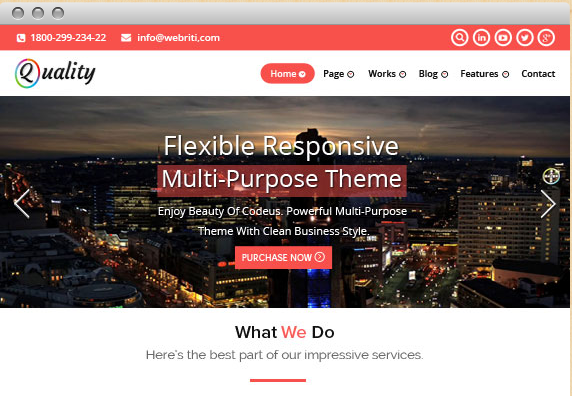 1800-299-234-22 info@webriti.com
Quality
Home Page Works Blog Features Contact
Flexible Responsive
Multi-Purpose Theme
Enjoy Beauty Of Codeus. Powerful Multi-Purpose
Theme With Clean Business Style.
PURCHASE NOW
What We Do
Here's the best part of our impressive services.